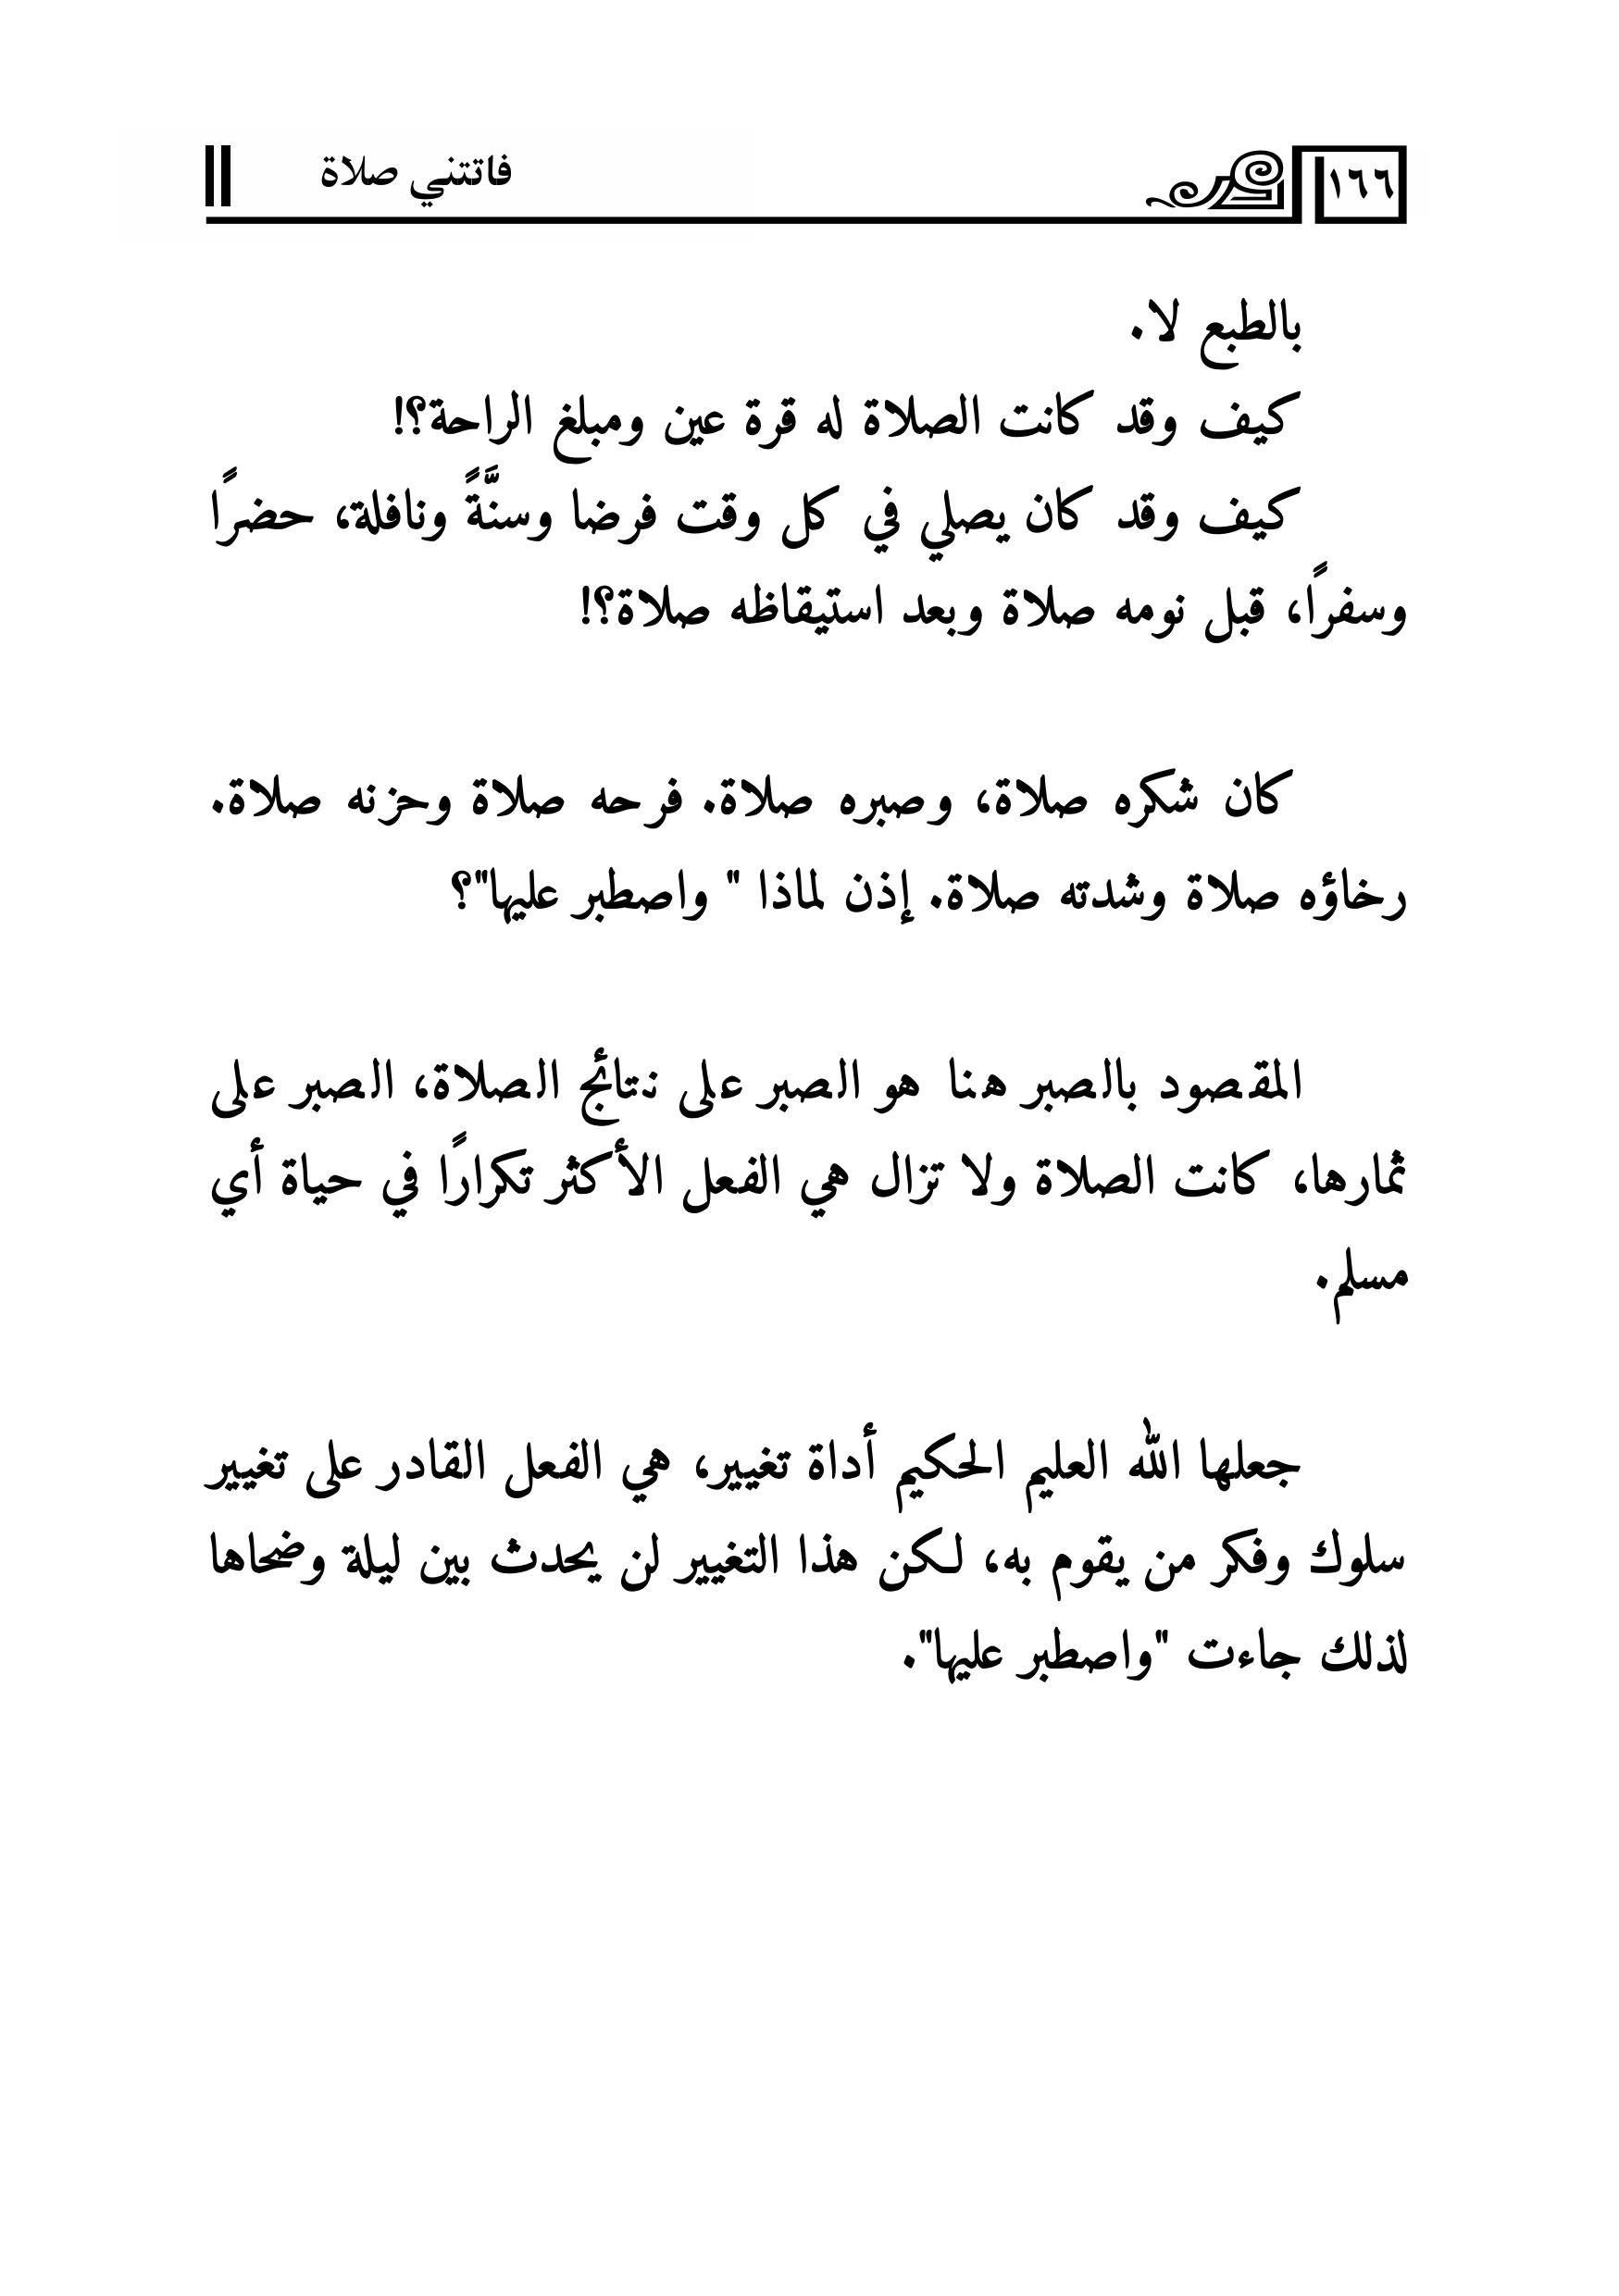 ١٦٦
فاتتني صلاة
بالطبع لا.
كيف وقد كانت الصلاة له قرة عين ومبلغ الراحة؟!
كيف وقد كان يصلي في كل وقت فرضا وسنَّةً ونافلة، حضرًا
وسفرًا، قبل نومه صلاة وبعد استيقاظه صلاة؟!
كان شكره صلاة، وصبره صلاة. فرحه صلاة وحزنه صلاة.
رخاؤه صلاة وشدته صلاة. إذن لماذا " واصطبر عليها"؟
المقصود بالصبر هنا هو الصبر على نتائج الصلاة، الصبر على
ثمارها، كانت الصلاة ولا تزال هي الفعل الأكثر تكرارًا في حياة أي
مسلم.
جعلها الله العليم الحكيم أداة تغيير، هي الفعل القادر على تغيير
سلوك وفكر من يقوم به، لكن هذا التغيير لن يحدث بين ليلة وضحاها
لذلك جاءت "واصطبر عليها".